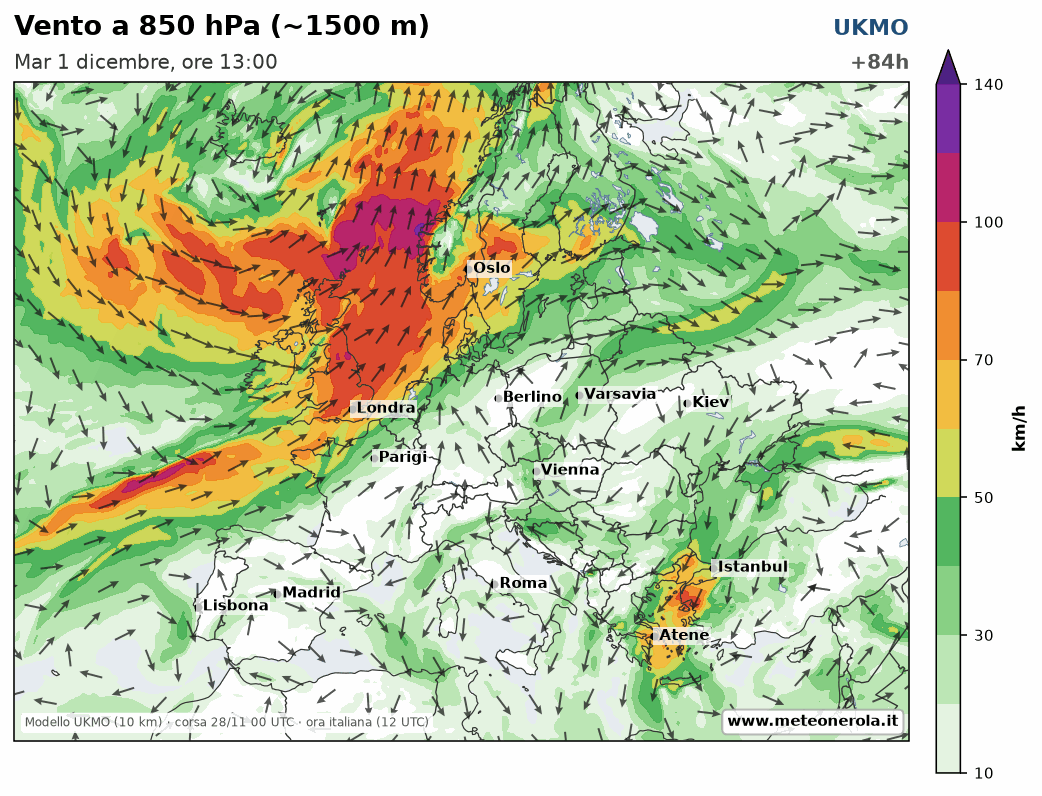 Vento a 850 hPa (~1500 m)
UKMO
Mar 1 dicembre, ore 13:00
+84h
140
100
70
50
30
10
km/h
Oslo
Berlino
Varsavia
Kiev
Londra
Parigi
Vienna
Istanbul
Roma
Madrid
Lisbona
Atene
Modello UKMO (10 km) · corsa 28/11 00 UTC · ora italiana (12 UTC)
www.meteonerola.it